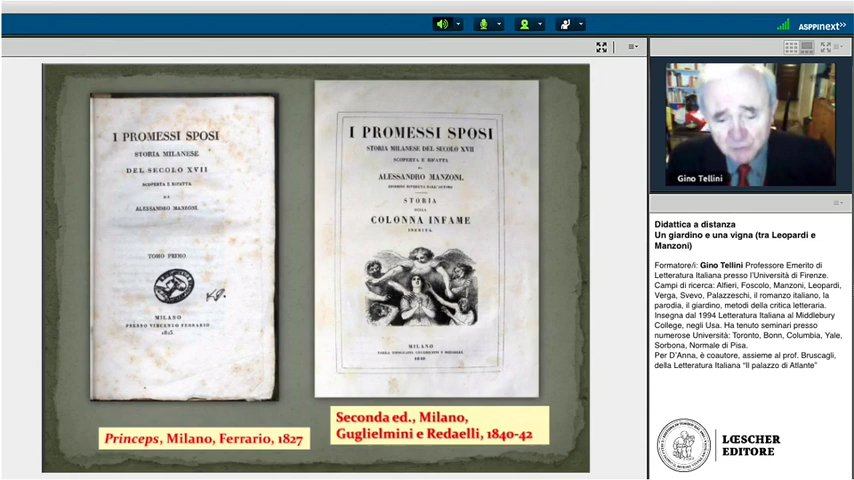 ASPPInext>>
I PROMESSI SPOSI
STORIA MILANESE
DEL SECOLO XVII
SCOPERTA E RIFATTA
DA
ALESSANDRO MANZONI.
TOMO PRIMO
MILANO
PRESSO VINCENZO FERRARIO
Princeps, Milano, Ferrario, 1827
I PROMESSI SPOSI
STORIA MILANESE DEL SECOLO XVII
SCOPERTA E RIFATTA
DA
ALESSANDRO MANZONI.
STORIA
DELLA
COLONNA INFAME
INEDITA.
MILANO
1840
Seconda ed., Milano,
Guglielmini e Redaelli, 1840-42
Gino Tellini
Didattica a distanza
Un giardino e una vigna (tra Leopardi e
Manzoni)
Formatore/i: Gino Tellini Professore Emerito di
Letteratura Italiana presso l'Università di Firenze.
Campi di ricerca: Alfieri, Foscolo, Manzoni, Leopardi,
Verga, Svevo, Palazzeschi, il romanzo italiano, la
parodia, il giardino, metodi della critica letteraria.
Insegna dal 1994 Letteratura Italiana al Middlebury
College, negli Usa. Ha tenuto seminari presso
numerose Università: Toronto, Bonn, Columbia, Yale,
Sorbona, Normale di Pisa.
Per D'Anna, è coautore, assieme al prof. Bruscagli,
della Letteratura Italiana "Il palazzo di Atlante"
LŒSCHER
EDITORE